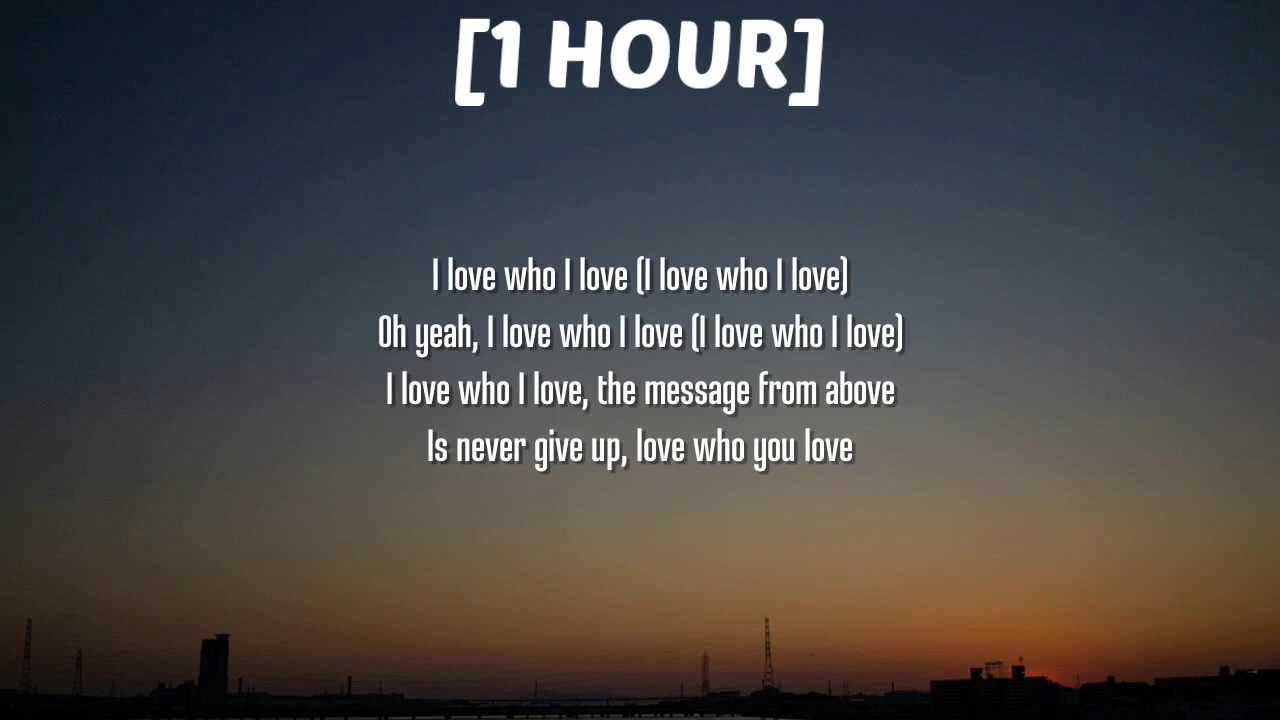 [1 HOUR]
I love who I love (I love who I love)
Oh yeah, I love who I love (I love who I love)
I love who I love, the message from above
Is never give up, love who you love